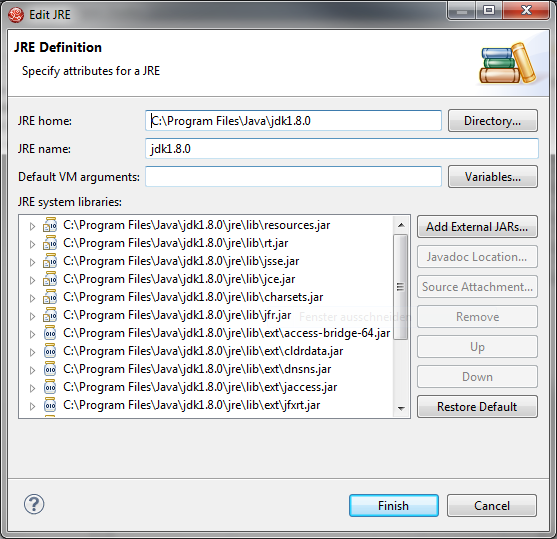 Edit JRE
JRE Definition
Specify attributes for a JRE
JRE home:
C:\Program Files\Java\jdk1.8.0
Directory...
JRE name:
jdk1.8.0
Default VM arguments:
Variables...
JRE system libraries:
C:\Program Files\Java\jdk1.8.0\jre\lib\resources.jar
C:\Program Files\Java\jdk1.8.0\jre\lib\rt.jar
C:\Program Files\Java\jdk1.8.0\jre\lib\jsse.jar
C:\Program Files\Java\jdk1.8.0\jre\lib\jce.jar
C:\Program Files\Java\jdk1.8.0\jre\lib\charsets.jar
C:\Program Files\Java\jdk1.8.0\jre\lib\jfr.jar
Fenster ausschneiden
C:\Program Files\Java\jdk1.8.0\jre\lib\ext\access-bridge-64.jar
C:\Program Files\Java\jdk1.8.0\jre\lib\ext\cldrdata.jar
C:\Program Files\Java\jdk1.8.0\jre\lib\ext\dnsns.jar
C:\Program Files\Java\jdk1.8.0\jre\lib\ext\jaccess.jar
C:\Program Files\Java\jdk1.8.0\jre\lib\ext\jfxrt.jar
Add External JARs...
Javadoc Location...
Source Attachment...
Remove
Up
Down
Restore Default
?
Finish
Cancel